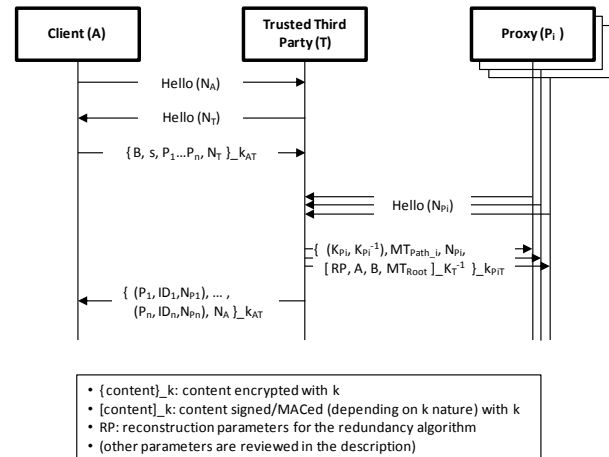 Client (A)
Trusted Third
Party (T)
Proxy (Pi )
Hello (NA)
Hello (NT)
{ B, s, P1...Pn, NT }_kAT
Hello (NPi)
{ (KPi, KPi-1), MTPath_i, NPi,
[ RP, A, B, MTRoot ]_KT-1 }_kPiT
{ (P1, ID1,NP1), ... ,
(Pn, IDn,NPn), NA }_kAT
• {content}_k: content encrypted with k
• [content]_k: content signed/MACed (depending on k nature) with k
• RP: reconstruction parameters for the redundancy algorithm
• (other parameters are reviewed in the description)